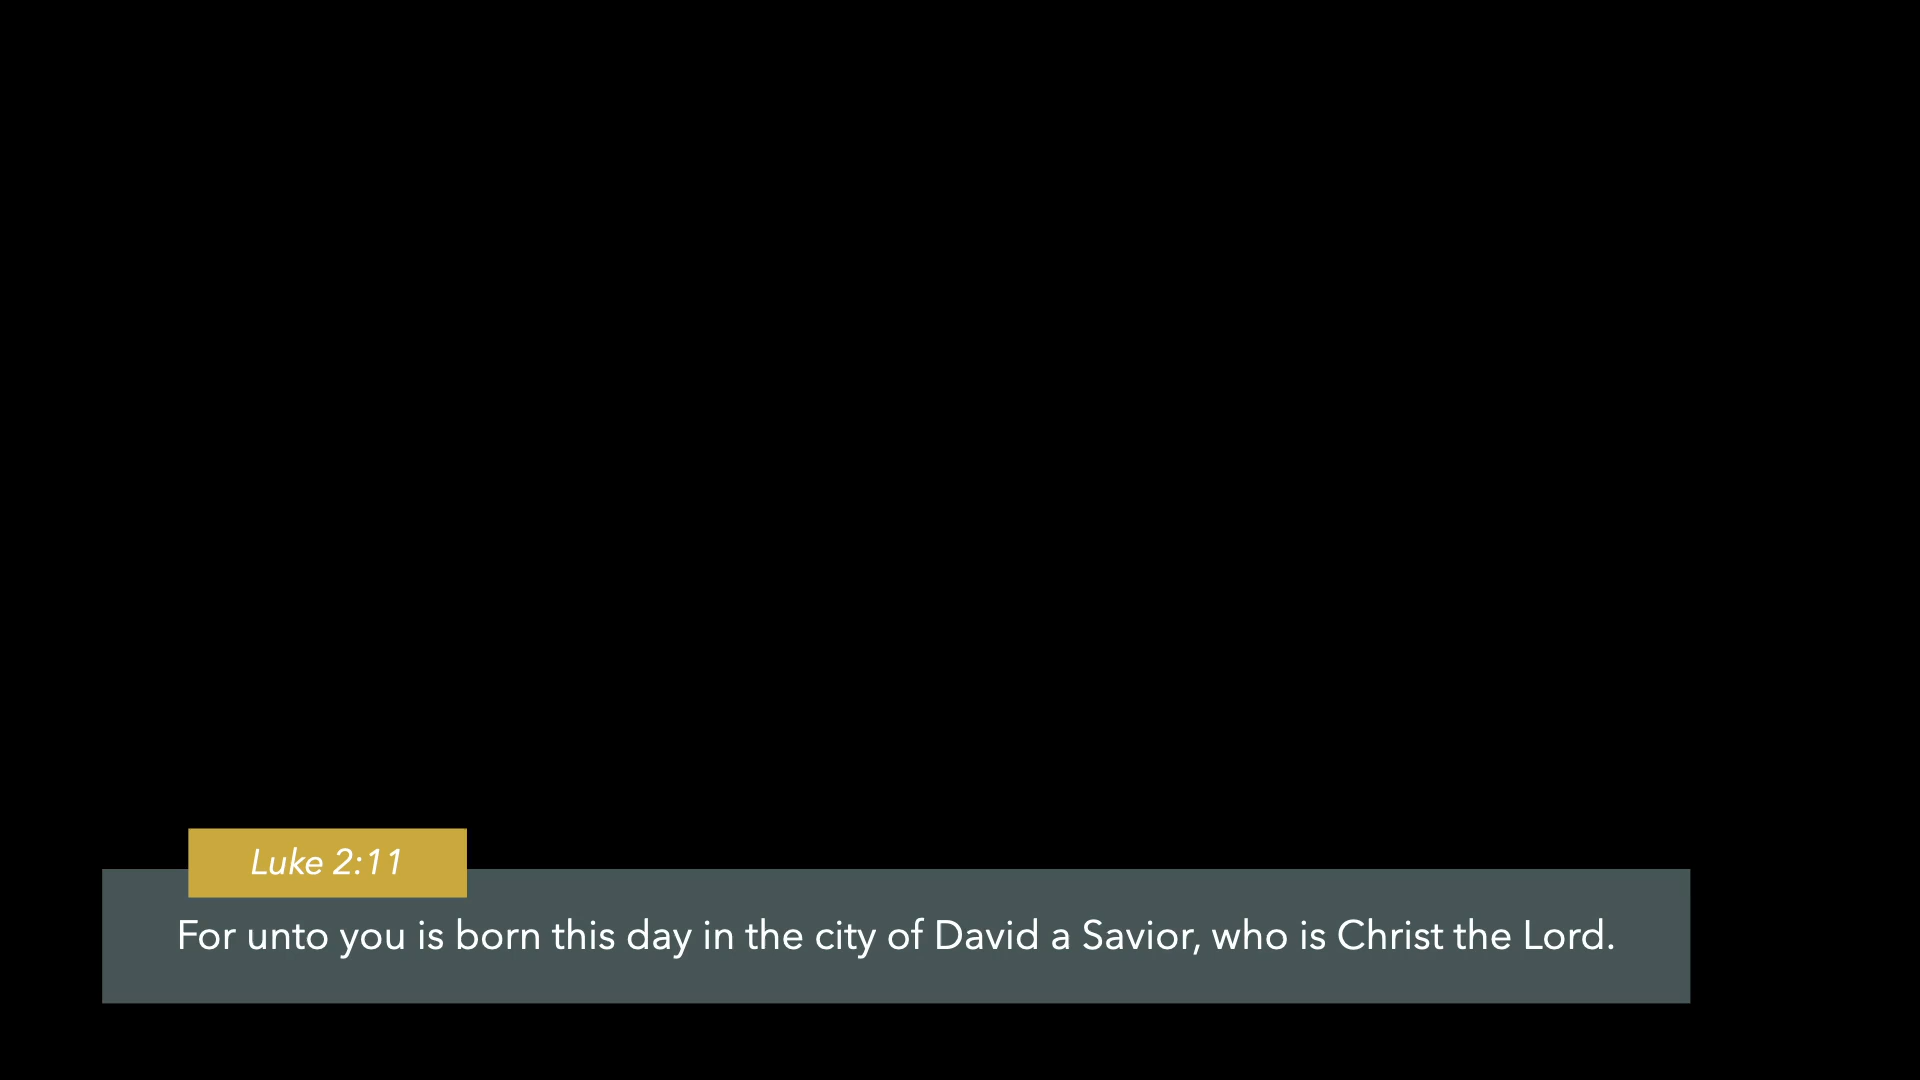 Luke 2:11
For unto you is born this day in the city of David a Savior, who is Christ the Lord.